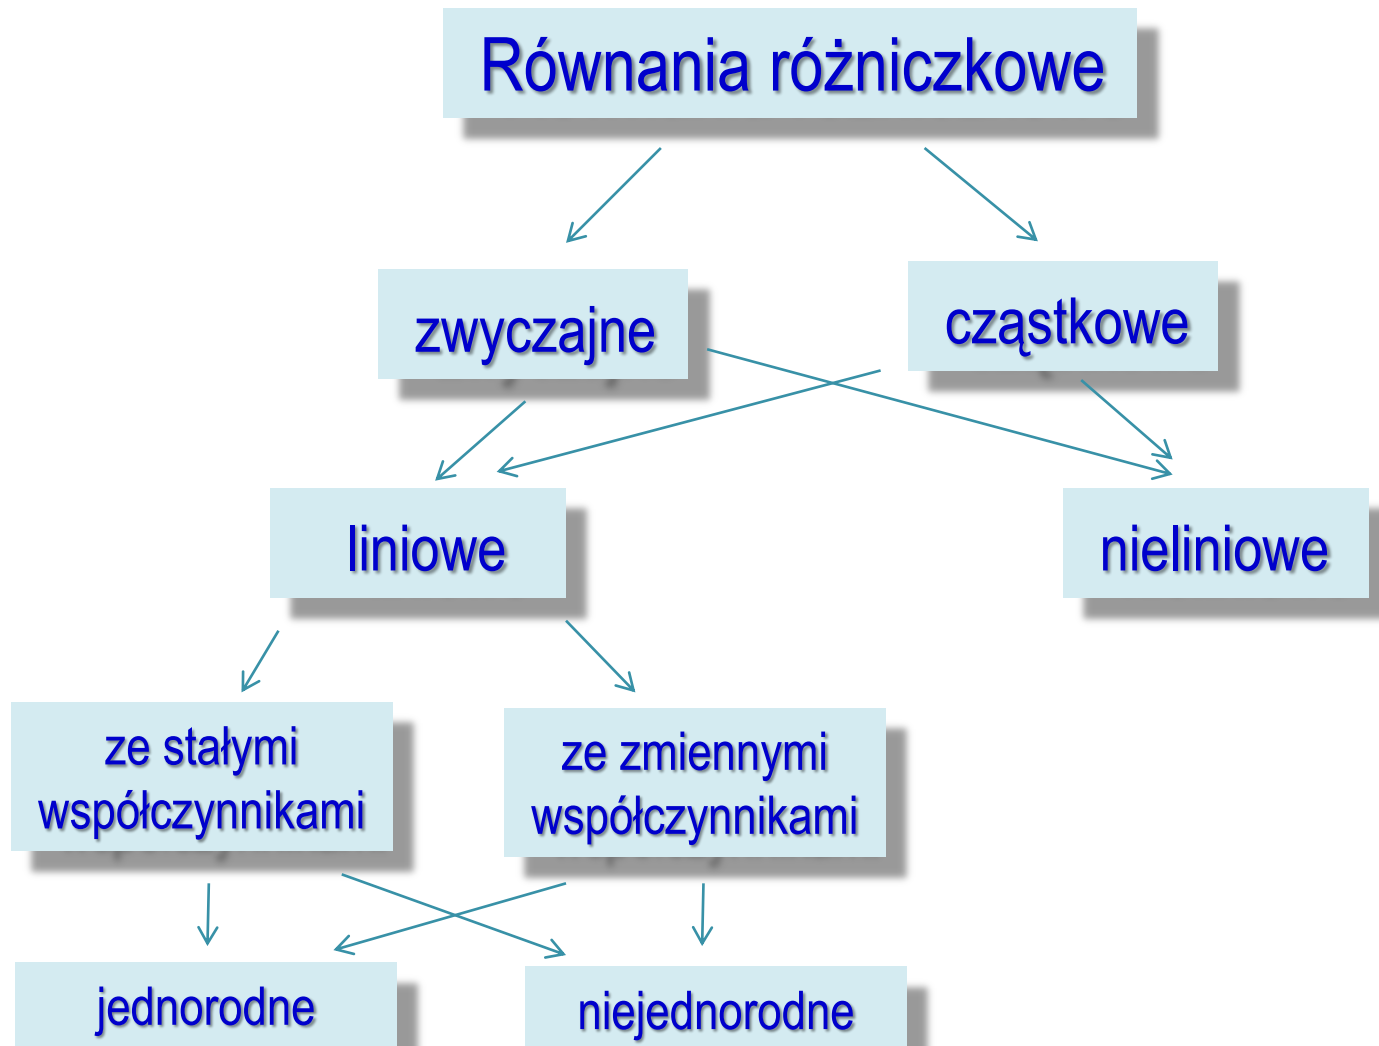 Równania różniczkowe
zwyczajne
cząstkowe
liniowe
nieliniowe
ze stałymi
współczynnikami
ze zmiennymi
współczynnikami
jednorodne
niejednorodne